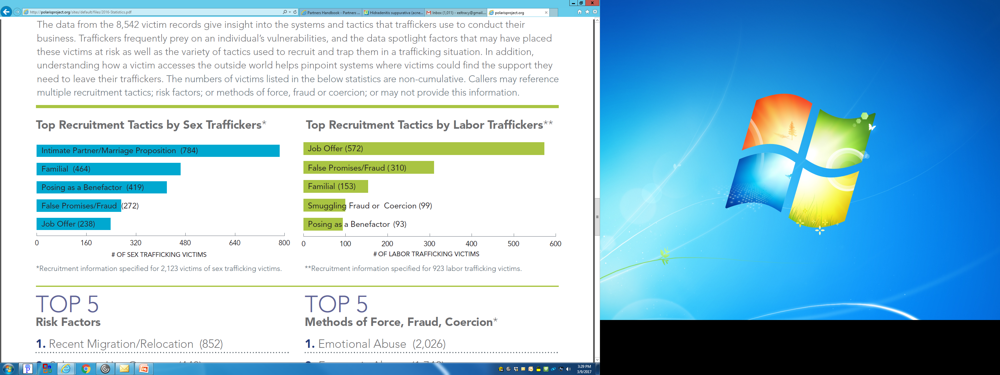 http://polarisproject.org/sites/default/files/2016-Statistics.pdf
Partners Handbook - Partners ...
Hidradenitis suppurativa (acne...
Inbox (1,011) - eeltracy@gmail....
polarisproject.org
The data from the 8,542 victim records give insight into the systems and tactics that traffickers use to conduct their
business. Traffickers frequently prey on an individual’s vulnerabilities, and the data spotlight factors that may have placed
these victims at risk as well as the variety of tactics used to recruit and trap them in a trafficking situation. In addition,
understanding how a victim accesses the outside world helps pinpoint systems where victims could find the support they
need to leave their traffickers. The numbers of victims listed in the below statistics are non-cumulative. Callers may reference
multiple recruitment tactics; risk factors; or methods of force, fraud or coercion; or may not provide this information.
Top Recruitment Tactics by Sex Traffickers*
Intimate Partner/Marriage Proposition (784)
Familial (464)
Posing as a Benefactor (419)
False Promises/Fraud (272)
Job Offer (238)
0 160 320 480 640 800
# OF SEX TRAFFICKING VICTIMS
*Recruitment information specified for 2,123 victims of sex trafficking victims.
Top Recruitment Tactics by Labor Traffickers**
Job Offer (572)
False Promises/Fraud (310)
Familial (153)
Smuggling Fraud or Coercion (99)
Posing as a Benefactor (93)
0 100 200 300 400 500 600
# OF LABOR TRAFFICKING VICTIMS
**Recruitment information specified for 923 labor trafficking victims.
TOP 5
Risk Factors
1. Recent Migration/Relocation (852)
TOP 5
Methods of Force, Fraud, Coercion*
1. Emotional Abuse (2,026)
3:29 PM
3/9/2017